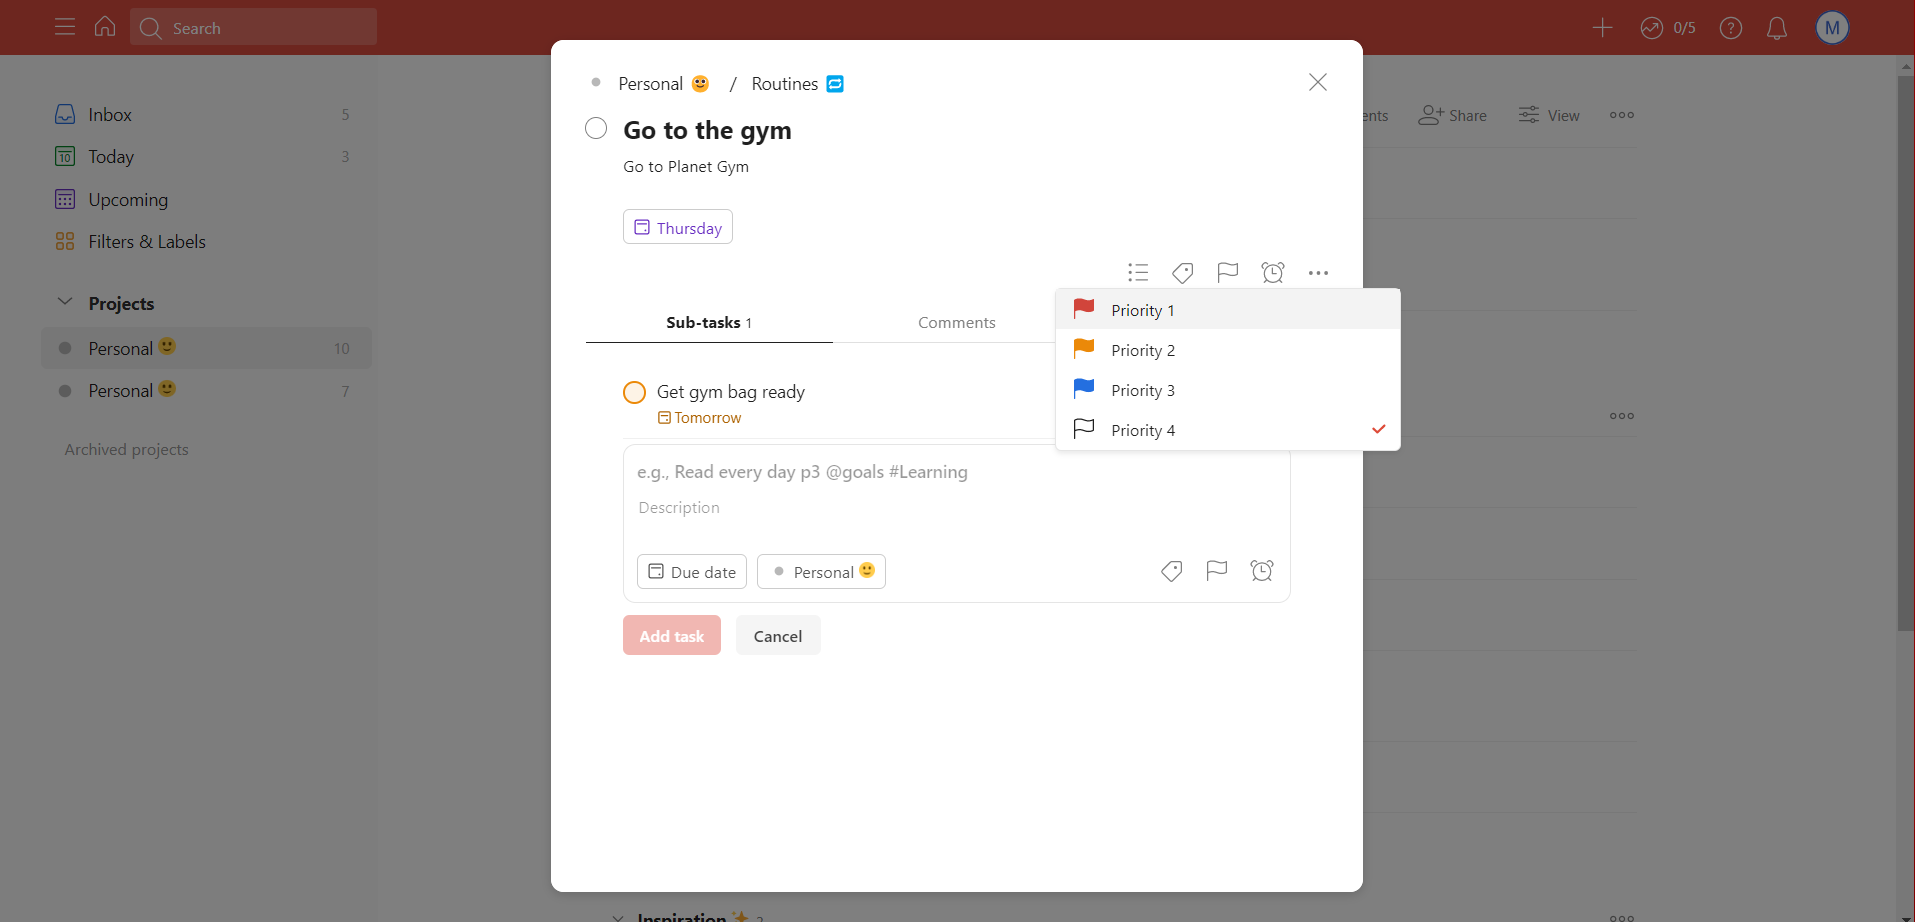 Search
0/5
M
Inbox 5
10
Today 3
Upcoming
Filters & Labels
Projects
Personal 10
Personal 7
Archived projects
Personal / Routines
Go to the gym
Go to Planet Gym
Thursday
Sub-tasks 1
Comments
Priority 1
Priority 2
Priority 3
Priority 4
Get gym bag ready
Tomorrow
e.g., Read every day p3 @goals #Learning
Description
Due date
Personal
Add task
Cancel
Share
View
Inspiration 2